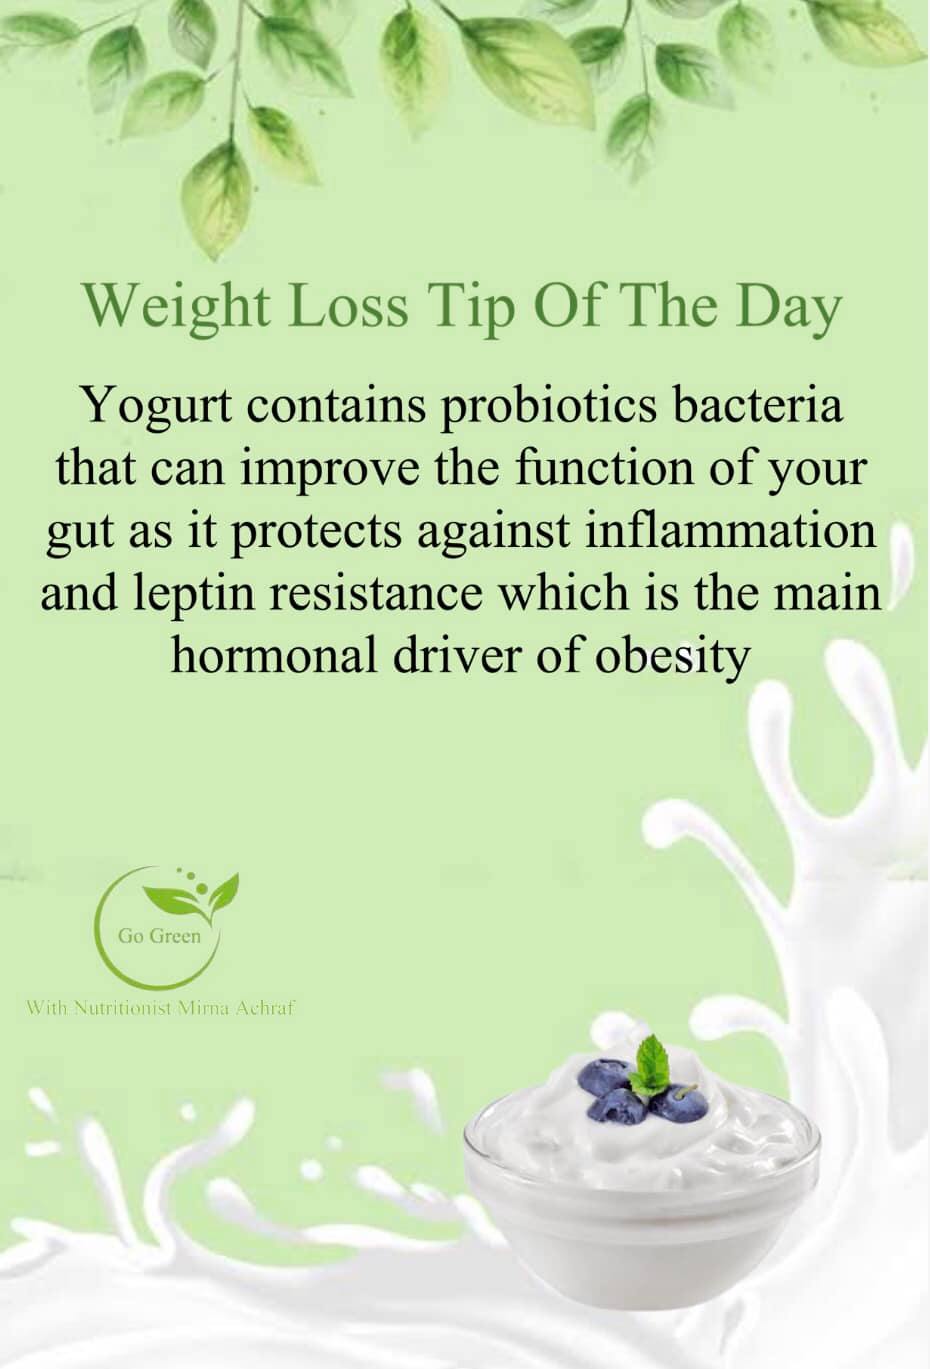 Weight Loss Tip Of The Day
Yogurt contains probiotics bacteria
that can improve the function of your
gut as it protects against inflammation
and leptin resistance which is the main
hormonal driver of obesity
Go Green
With Nutritionist Mirna Achraf